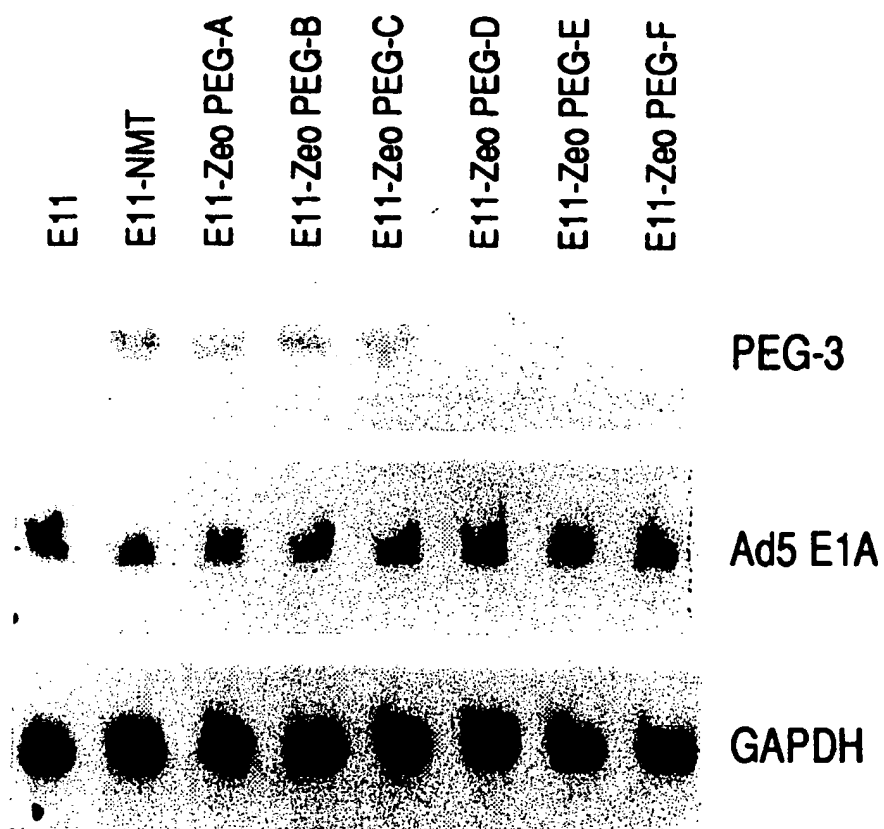 E11
E11-NMT
E11-Zeo PEG-A
E11-Zeo PEG-B
E11-Zeo PEG-C
E11-Zeo PEG-D
E11-Zeo PEG-E
E11-Zeo PEG-F
PEG-3
Ad5 E1A
GAPDH